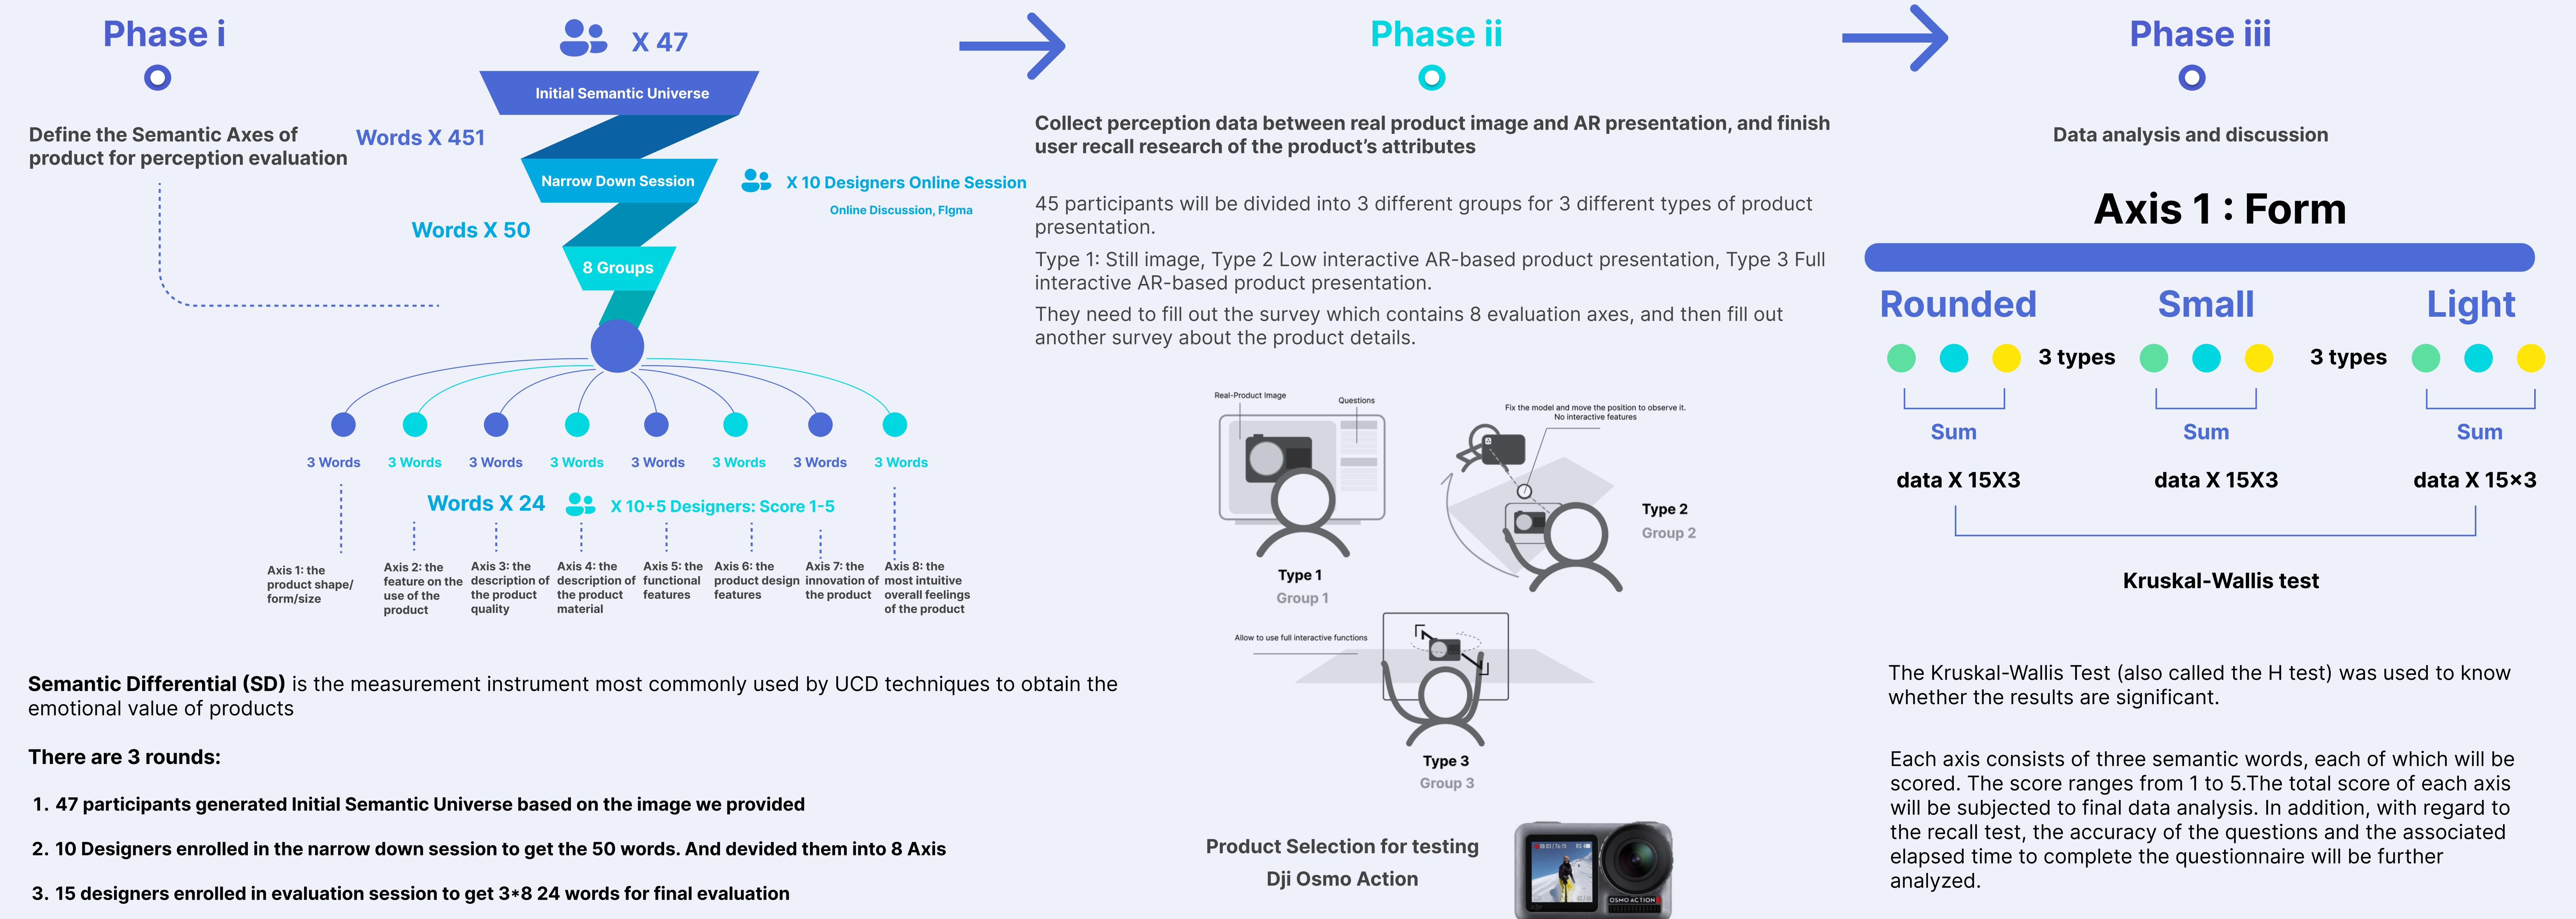 Phase i
X 47
Initial Semantic Universe
Define the Semantic Axes of
product for perception evaluation
Words X 451
Narrow Down Session
X 10 Designers Online Session
Online Discussion, FIgma
Words X 50
8 Groups
3 Words
3 Words
3 Words
3 Words
3 Words
3 Words
3 Words
3 Words
Words X 24
X 10+5 Designers: Score 1-5
Axis 1: the
product shape/
form/size
Axis 2: the
feature on the
use of the
product
Axis 3: the
description of
the product
quality
Axis 4: the
description of
the product
material
Axis 5: the
functional
features
Axis 6: the
product design
features
Axis 7: the
innovation of
the product
Axis 8: the
most intuitive
overall feelings
of the product
Semantic Differential (SD) is the measurement instrument most commonly used by UCD techniques to obtain the
emotional value of products
There are 3 rounds:
1. 47 participants generated Initial Semantic Universe based on the image we provided
2. 10 Designers enrolled in the narrow down session to get the 50 words. And devided them into 8 Axis
3. 15 designers enrolled in evaluation session to get 3*8 24 words for final evaluation
Phase ii
Collect perception data between real product image and AR presentation, and finish
user recall research of the product's attributes
45 participants will be divided into 3 different groups for 3 different types of product
presentation.
Type 1: Still image, Type 2 Low interactive AR-based product presentation, Type 3 Full
interactive AR-based product presentation.
They need to fill out the survey which contains 8 evaluation axes, and then fill out
another survey about the product details.
Real-Product Image
Questions
Type 1
Group 1
Fix the model and move the position to observe it.
No interactive features
Type 2
Group 2
Allow to use full interactive functions
Type 3
Group 3
Product Selection for testing
Dji Osmo Action
OSMO ACTION
Phase iii
Data analysis and discussion
Axis 1 : Form
Rounded
Small
Light
3 types
3 types
Sum
Sum
Sum
data X 15X3
data X 15X3
data X 15×3
Kruskal-Wallis test
The Kruskal-Wallis Test (also called the H test) was used to know
whether the results are significant.
Each axis consists of three semantic words, each of which will be
scored. The score ranges from 1 to 5.The total score of each axis
will be subjected to final data analysis. In addition, with regard to
the recall test, the accuracy of the questions and the associated
elapsed time to complete the questionnaire will be further
analyzed.